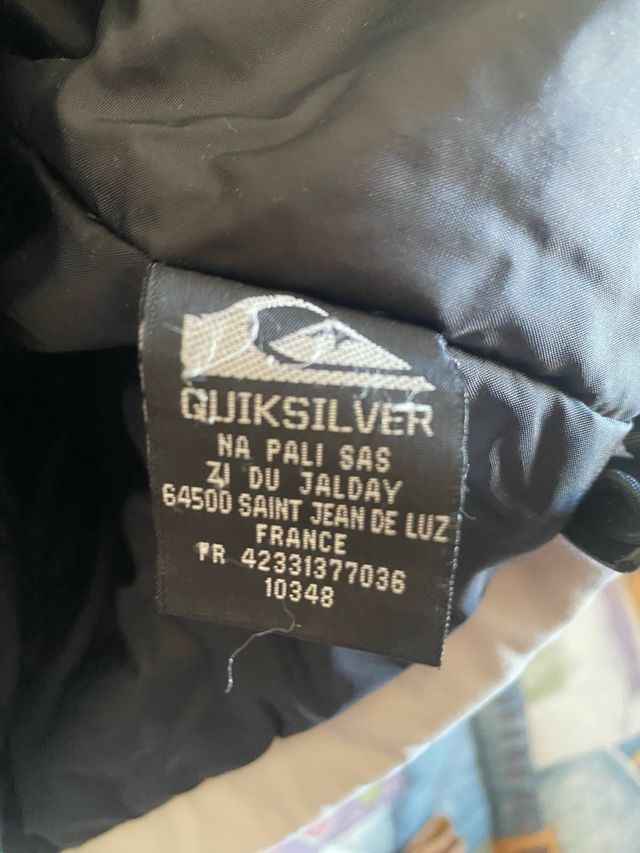 QUIKSILVER
NA PALI SAS
ZI DU JALDAY
64500 SAINT JEAN DE LUZ
FRANCE
FR 42331377036
10348